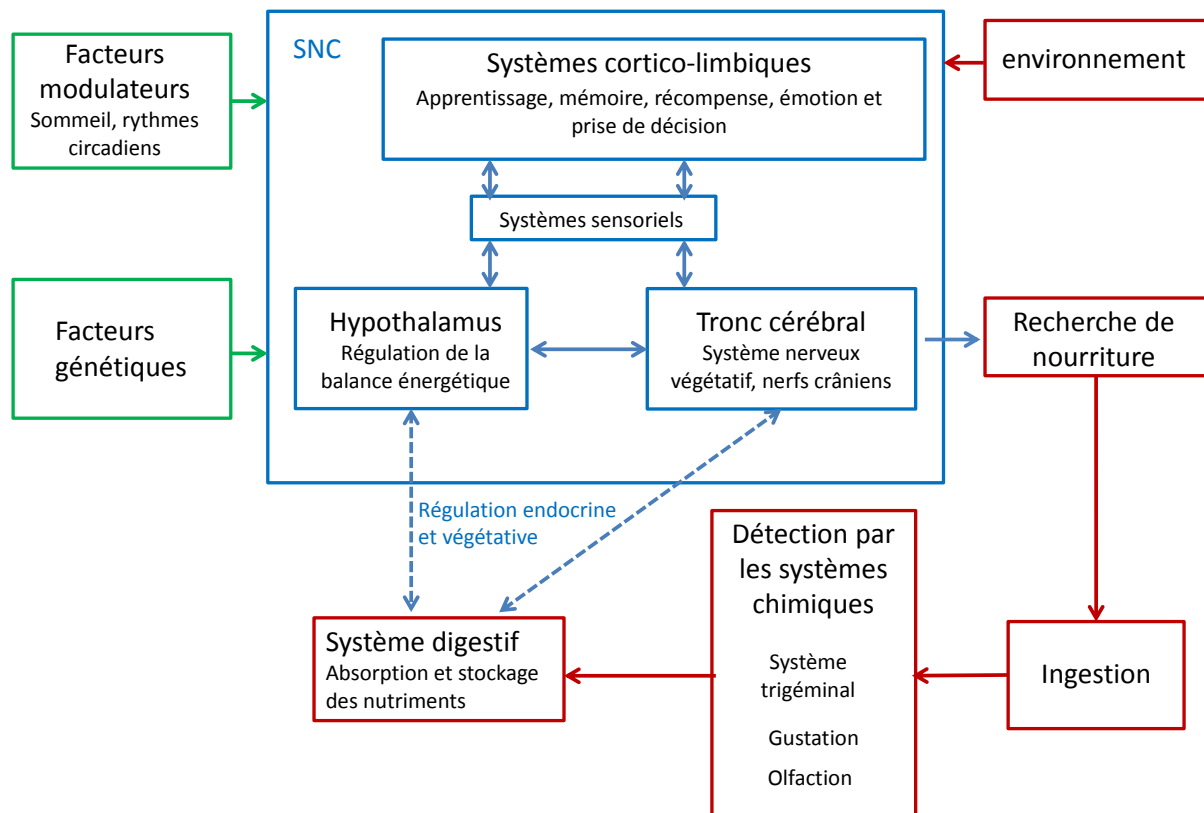 Facteurs
modulateurs
Sommeil, rythmes
circadiens
SNC
Systèmes cortico-limbiques
Apprentissage, mémoire, récompense, émotion et
prise de décision
environnement
Systèmes sensoriels
Facteurs
génétiques
Hypothalamus
Régulation de la
balance énergétique
Tronc cérébral
Système nerveux
végétatif, nerfs crâniens
Recherche de
nourriture
Régulation endocrine
et végétative
Détection par
les systèmes
chimiques
Système
trigéminal
Gustation
Olfaction
Système digestif
Absorption et stockage
des nutriments
Ingestion